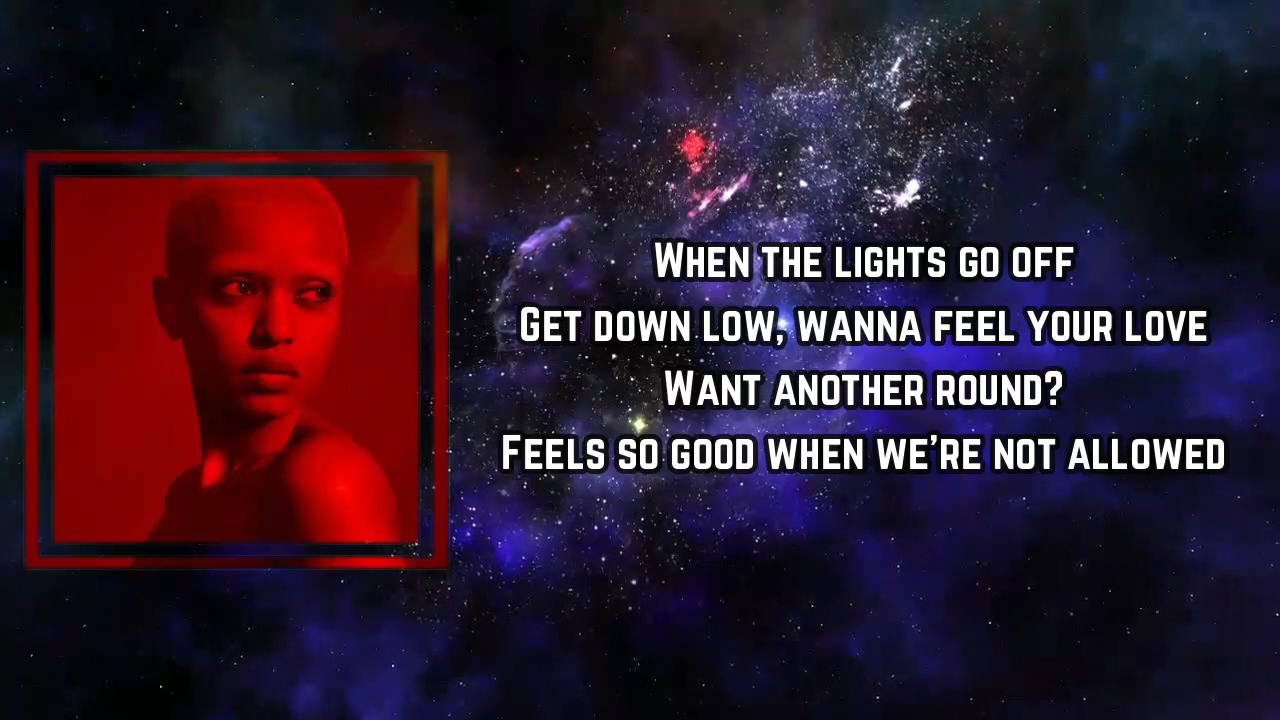 When the lights go off
Get down low, wanna feel your love
Want another round?
Feels so good when we're not allowed